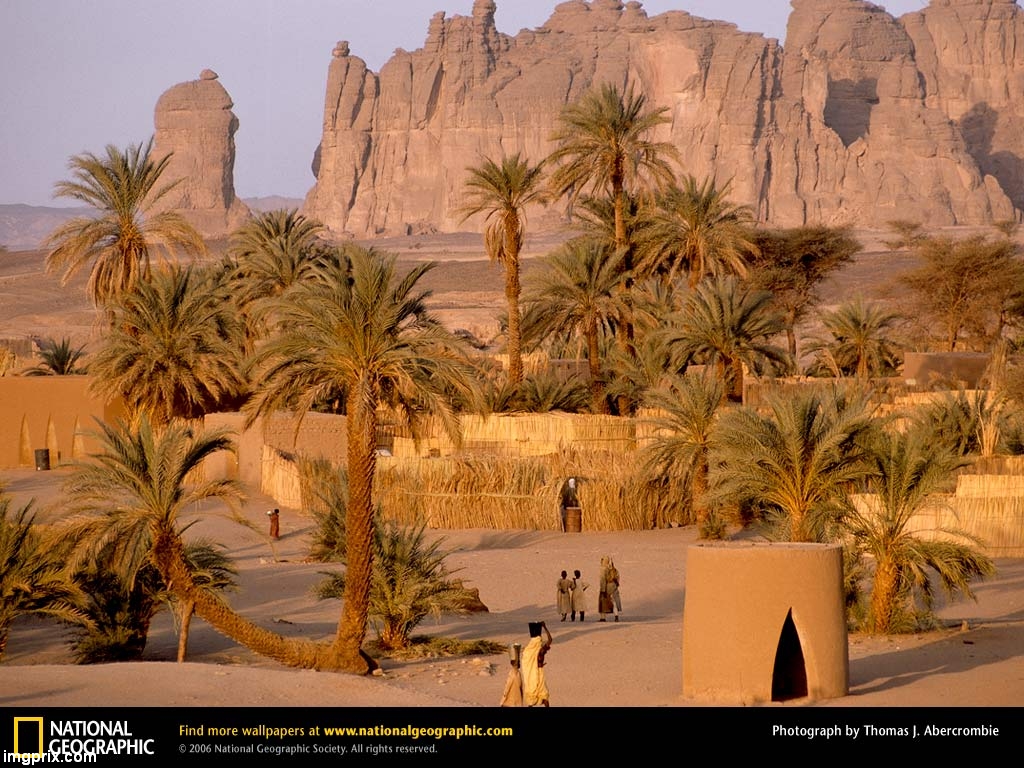 NATIONAL
GEOGRAPHIC
Find more wallpapers at www.nationalgeographic.com
© 2006 National Geographic Society. All rights reserved.
Photograph by Thomas J. Abercrombie
imgprix.com